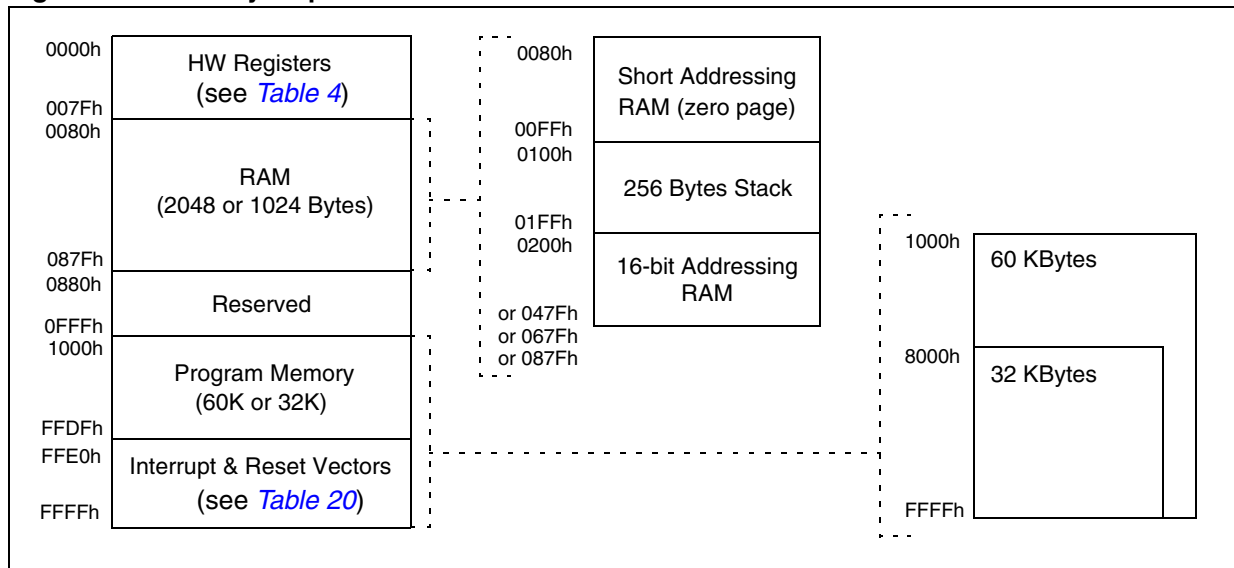 0000h
HW Registers
(see Table 4)
007Fh
0080h
RAM
(2048 or 1024 Bytes)
087Fh
0880h
Reserved
0FFFh
1000h
Program Memory
(60K or 32K)
FFDFh
FFE0h
Interrupt & Reset Vectors
(see Table 20)
FFFFh
0080h
Short Addressing
RAM (zero page)
00FFh
0100h
256 Bytes Stack
01FFh
0200h
16-bit Addressing
RAM
or 047Fh
or 067Fh
or 087Fh
1000h
60 KBytes
8000h
32 KBytes
FFFFh